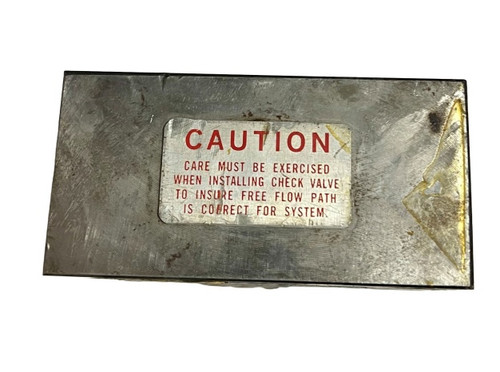 CAUTION
CARE MUST BE EXERCISED
WHEN INSTALLING CHECK VALVE
TO INSURE FREE FLOW PATH
IS CORRECT FOR SYSTEM.